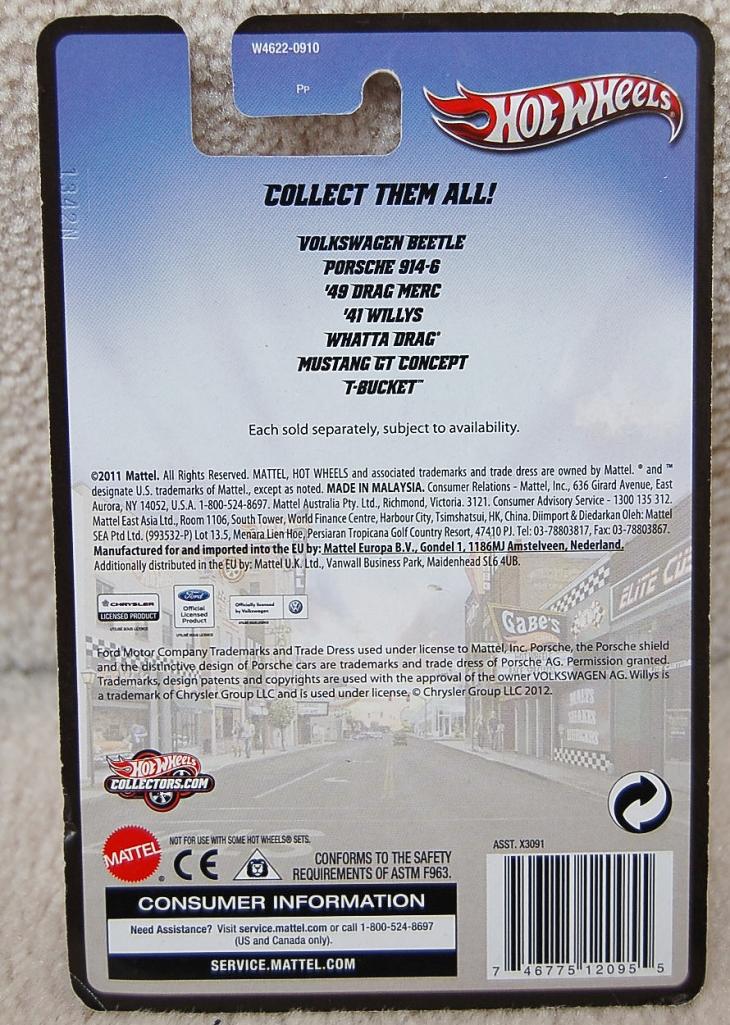 W4622-0910
Pp
HOT WHEELS
1342N
COLLECT THEM ALL!
VOLKSWAGEN BEETLE
PORSCHE 914-6
'49 DRAG MERC
'41 WILLYS
WHATTA DRAG®
MUSTANG GT CONCEPT
T-BUCKET™
Each sold separately, subject to availability.
©2011 Mattel. All Rights Reserved. MATTEL, HOT WHEELS and associated trademarks and trade dress are owned by Mattel. ® and ™
designate U.S. trademarks of Mattel., except as noted. MADE IN MALAYSIA. Consumer Relations - Mattel, Inc., 636 Girard Avenue, East
Aurora, NY 14052, U.S.A. 1-800-524-8697. Mattel Australia Pty. Ltd., Richmond, Victoria. 3121. Consumer Advisory Service - 1300 135 312.
Mattel East Asia Ltd., Room 1106, South Tower, World Finance Centre, Harbour City, Tsimshatsui, HK, China. Diimport & Diedarkan Oleh: Mattel
SEA Ptd Ltd. (993532-P) Lot 13.5, Menara Lien Hoe, Persiaran Tropicana Golf Country Resort, 47410 PJ. Tel: 03-78803817, Fax: 03-78803867.
Manufactured for and imported into the EU by: Mattel Europa B.V., Gondel 1, 1186MJ Amstelveen, Nederland.
Additionally distributed in the EU by: Mattel U.K. Ltd., Vanwall Business Park, Maidenhead SL6 4UB.
CHRYSLER
LICENSED PRODUCT
Ford
Official
Licensed
Product
Officially licensed
by Volkswagen
GABE'S
ELITE
MALTS
SHAKES
Ford Motor Company Trademarks and Trade Dress used under license to Mattel, Inc. Porsche, the Porsche shield
and the distinctive design of Porsche cars are trademarks and trade dress of Porsche AG. Permission granted.
Trademarks, design patents and copyrights are used with the approval of the owner VOLKSWAGEN AG. Willys is
a trademark of Chrysler Group LLC and is used under license. © Chrysler Group LLC 2012.
HOT WHEELS
COLLECTORS.COM
MATTEL
NOT FOR USE WITH SOME HOT WHEELS® SETS.
CE
CONFORMS TO THE SAFETY
REQUIREMENTS OF ASTM F963.
CONSUMER INFORMATION
Need Assistance? Visit service.mattel.com or call 1-800-524-8697
(US and Canada only).
SERVICE.MATTEL.COM
ASST. X3091
7 46775 12095 5